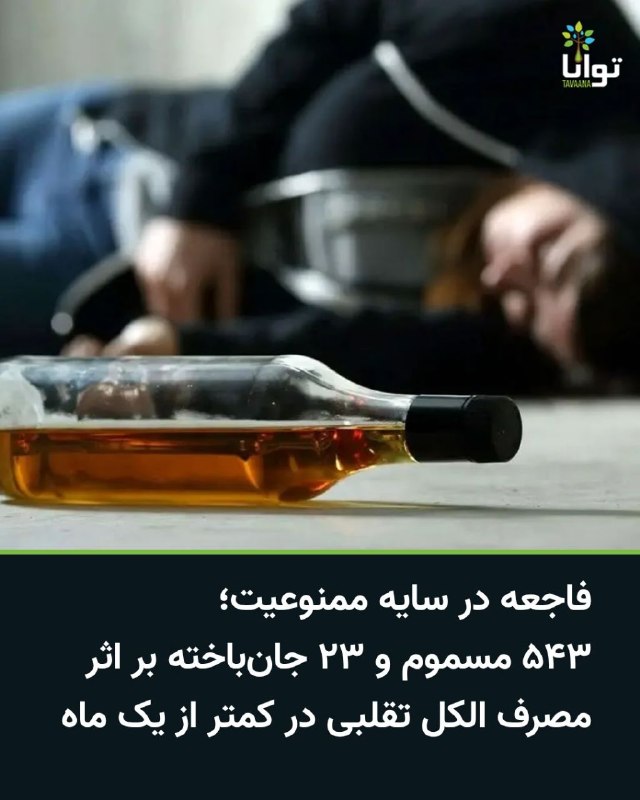 توانا
TAVAANA
فاجعه در سایه ممنوعیت؛
۵۴۳ مسموم و ۲۳ جان‌باخته بر اثر
مصرف الکل تقلبی در کمتر از یک ماه